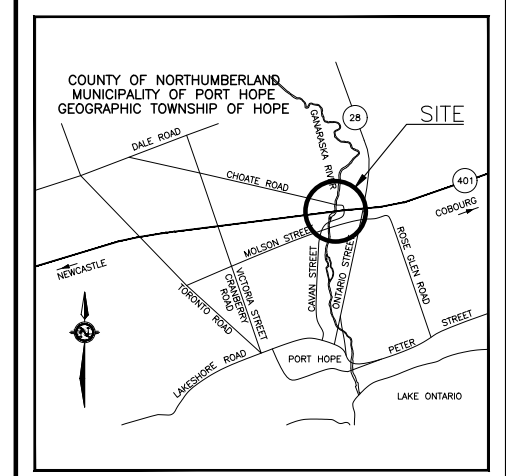 COUNTY OF NORTHUMBERLAND
MUNICIPALITY OF PORT HOPE
GEOGRAPHIC TOWNSHIP OF HOPE
28
SITE
DALE ROAD
GANARASKA RIVER
CHOATE ROAD
401
COBOURG
MOLSON STREET
NEWCASTLE
TORONTO ROAD
VICTORIA STREET
CRANBERRY
ROAD
CAVAN STREET
ONTARIO STREET
ROSE GLEN ROAD
LAKESHORE ROAD
PORT HOPE
PETER STREET
LAKE ONTARIO
N